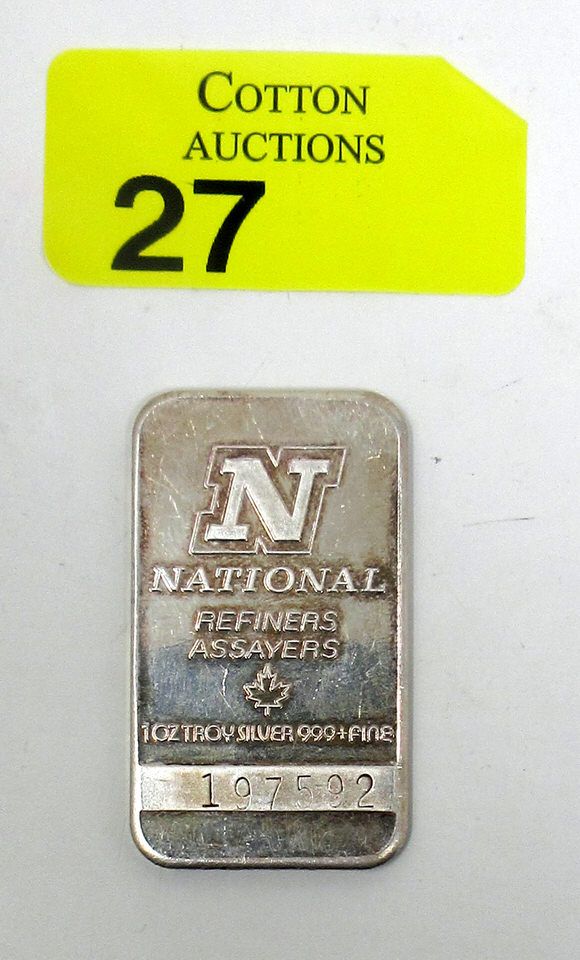 COTTON
AUCTIONS
27
N
NATIONAL
REFINERS
ASSAYERS
1 OZ TROY SILVER 999+FINE
197592